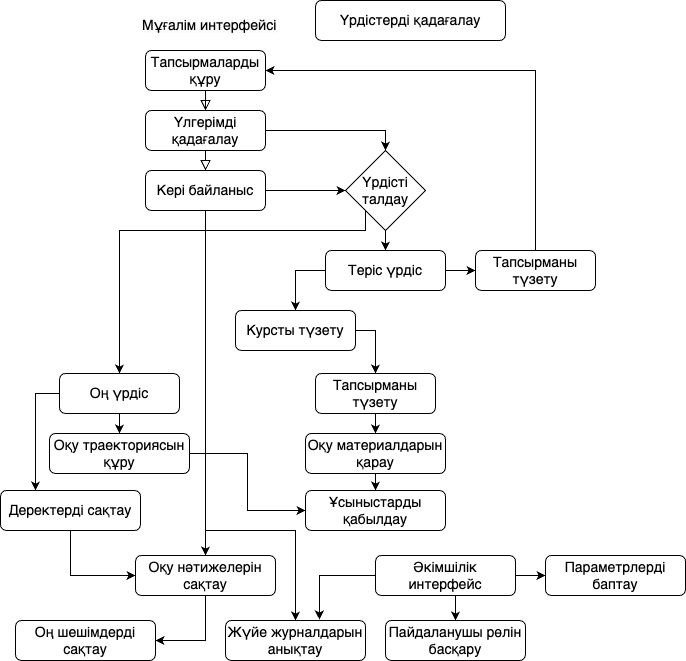 Мұғалім интерфейсі
Үрдістерді қадағалау
Тапсырмаларды
құру
Үлгерімді
қадағалау
Кері байланыс
Үрдісті
талдау
Теріс үрдіс
Тапсырманы
түзету
Курсты түзету
Оң үрдіс
Тапсырманы
түзету
Оқу траекториясын
құру
Оқу материалдарын
қарау
Деректерді сақтау
Ұсыныстарды
қабылдау
Оқу нәтижелерін
сақтау
Әкімшілік
интерфейс
Параметрлерді
баптау
Оң шешімдерді
сақтау
Жүйе журналдарын
анықтау
Пайдаланушы рөлін
басқару